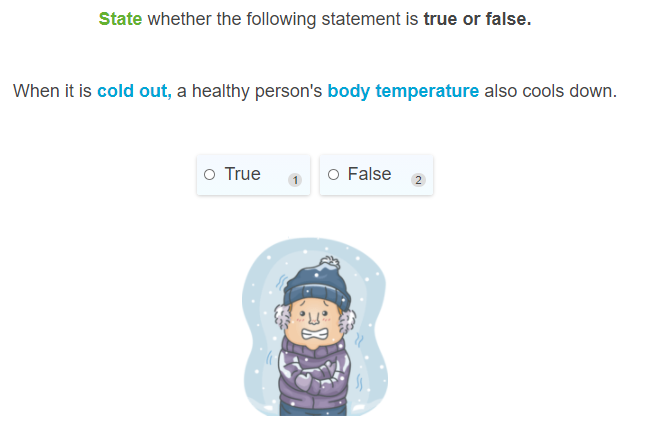 State whether the following statement is true or false.
When it is cold out, a healthy person's body temperature also cools down.
True 1 False 2